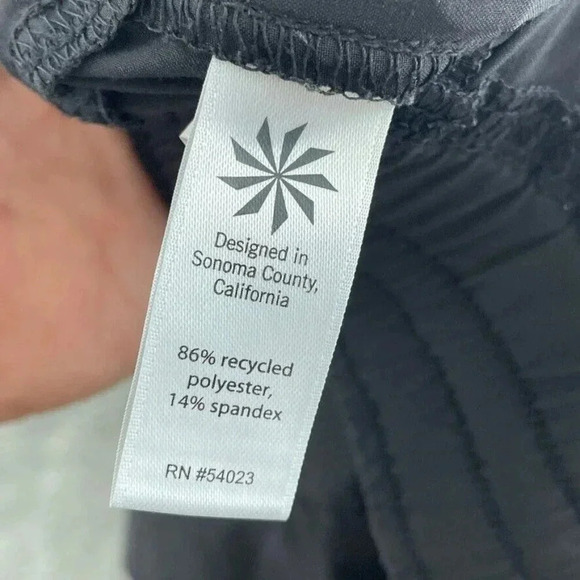 Designed in
Sonoma County,
California
86% recycled
polyester,
14% spandex
RN #54023